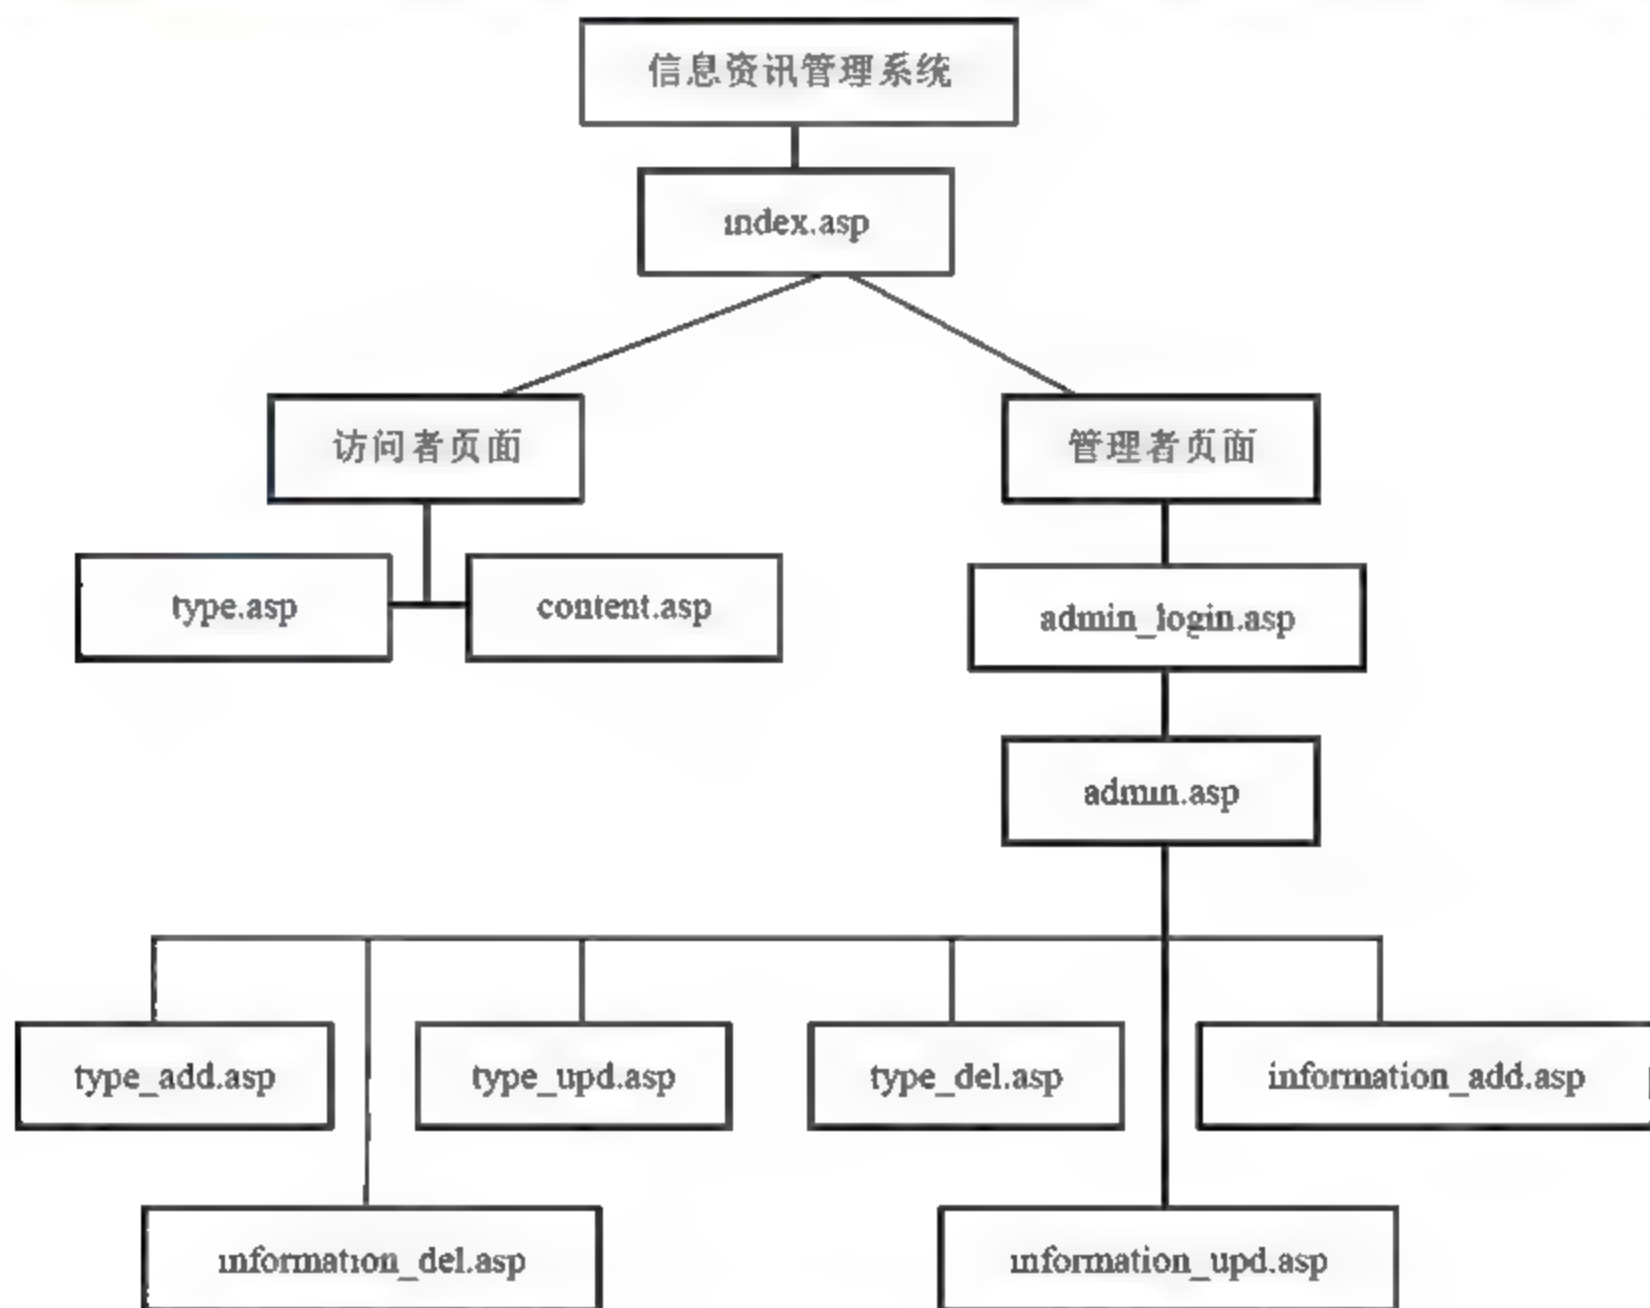 信息资讯管理系统
index.asp
访问者页面
管理者页面
type.asp
content.asp
admin_login.asp
admin.asp
type_add.asp
type_upd.asp
type_del.asp
information_add.asp
information_del.asp
information_upd.asp